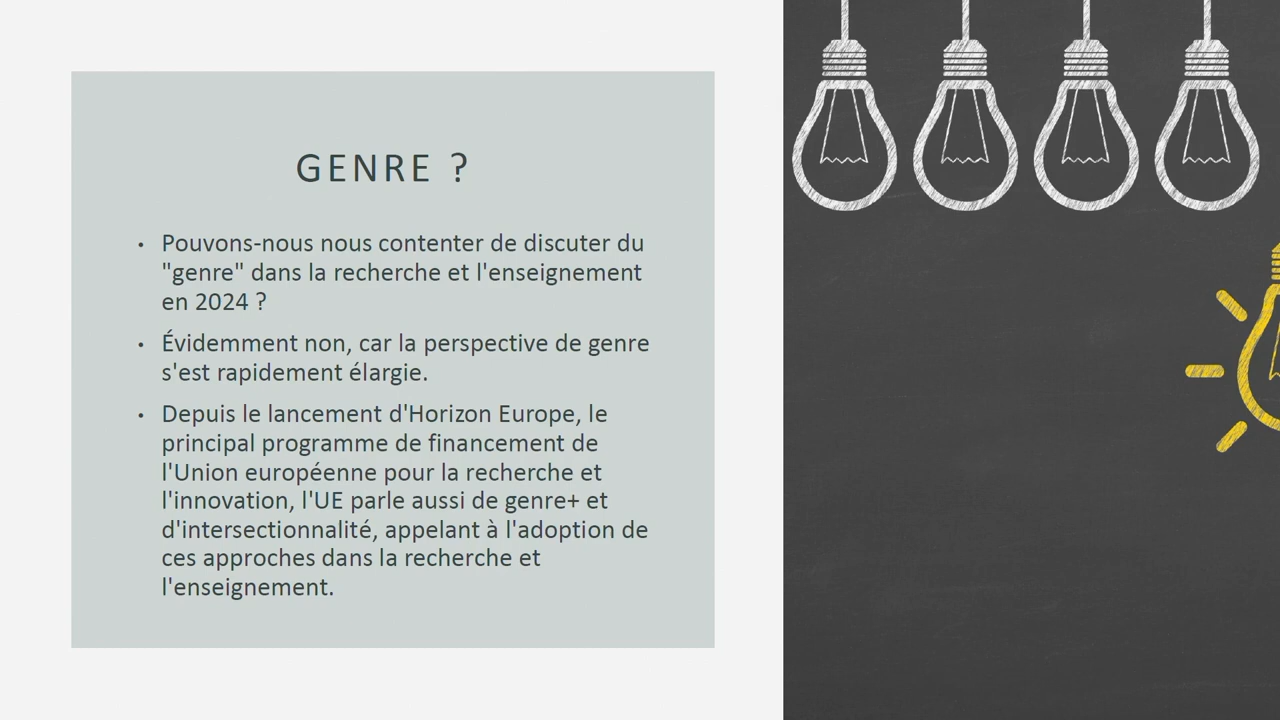 GENRE ?
• Pouvons-nous nous contenter de discuter du
"genre" dans la recherche et l'enseignement
en 2024 ?
• Évidemment non, car la perspective de genre
s'est rapidement élargie.
• Depuis le lancement d'Horizon Europe, le
principal programme de financement de
l'Union européenne pour la recherche et
l'innovation, l'UE parle aussi de genre+ et
d'intersectionnalité, appelant à l'adoption de
ces approches dans la recherche et
l'enseignement.